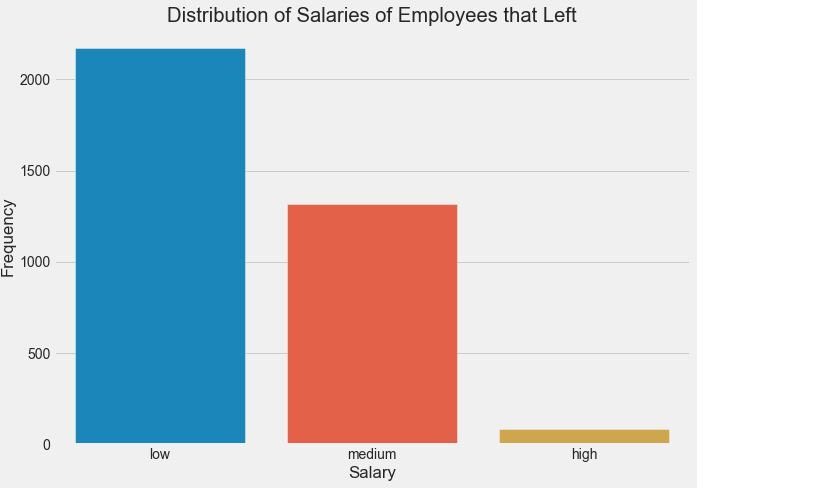 Distribution of Salaries of Employees that Left
Frequency
2000
1500
1000
500
0
low medium high
Salary